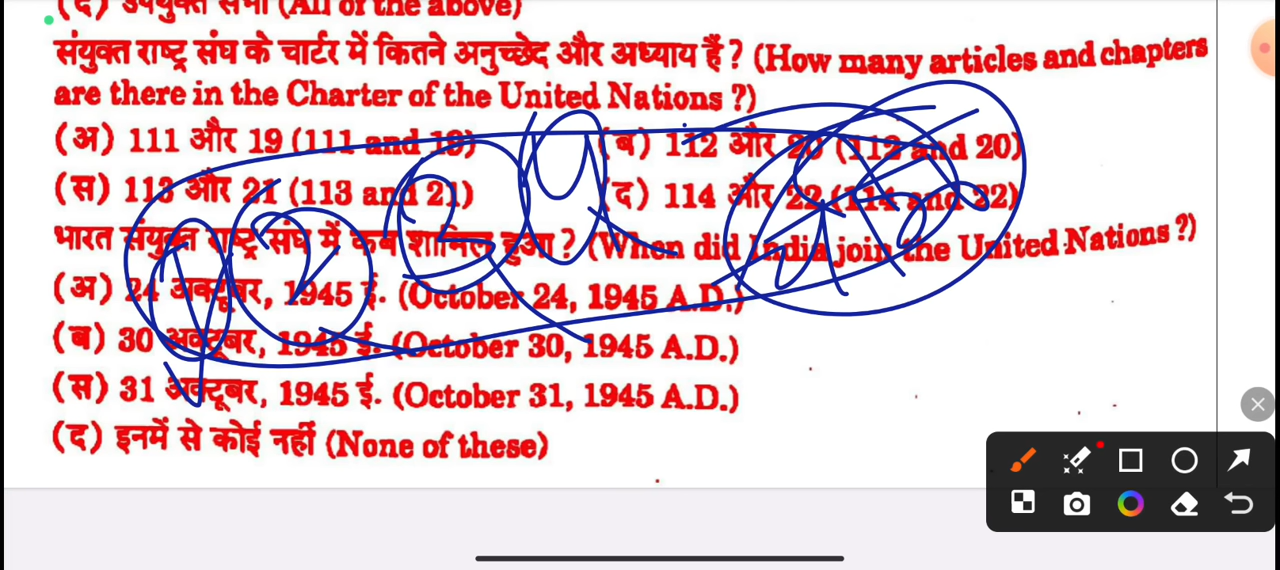 (द) उपर्युक्त सभी (All of the above)
संयुक्त राष्ट्र संघ के चार्टर में कितने अनुच्छेद और अध्याय हैं? (How many articles and chapters
are there in the Charter of the United Nations ?)
(अ) 111 और 19 (111 and 19) (ब) 112 और 20 (112 and 20)
(स) 113 और 21 (113 and 21) (द) 114 और 22 (114 and 22)
भारत संयुक्त राष्ट्र संघ में कब शामिल हुआ? (When did India join the United Nations ?)
(अ) 24 अक्टूबर, 1945 ई. (October 24, 1945 A.D.)
(ब) 30 अक्टूबर, 1945 ई. (October 30, 1945 A.D.)
(स) 31 अक्टूबर, 1945 ई. (October 31, 1945 A.D.)
(द) इनमें से कोई नहीं (None of these)